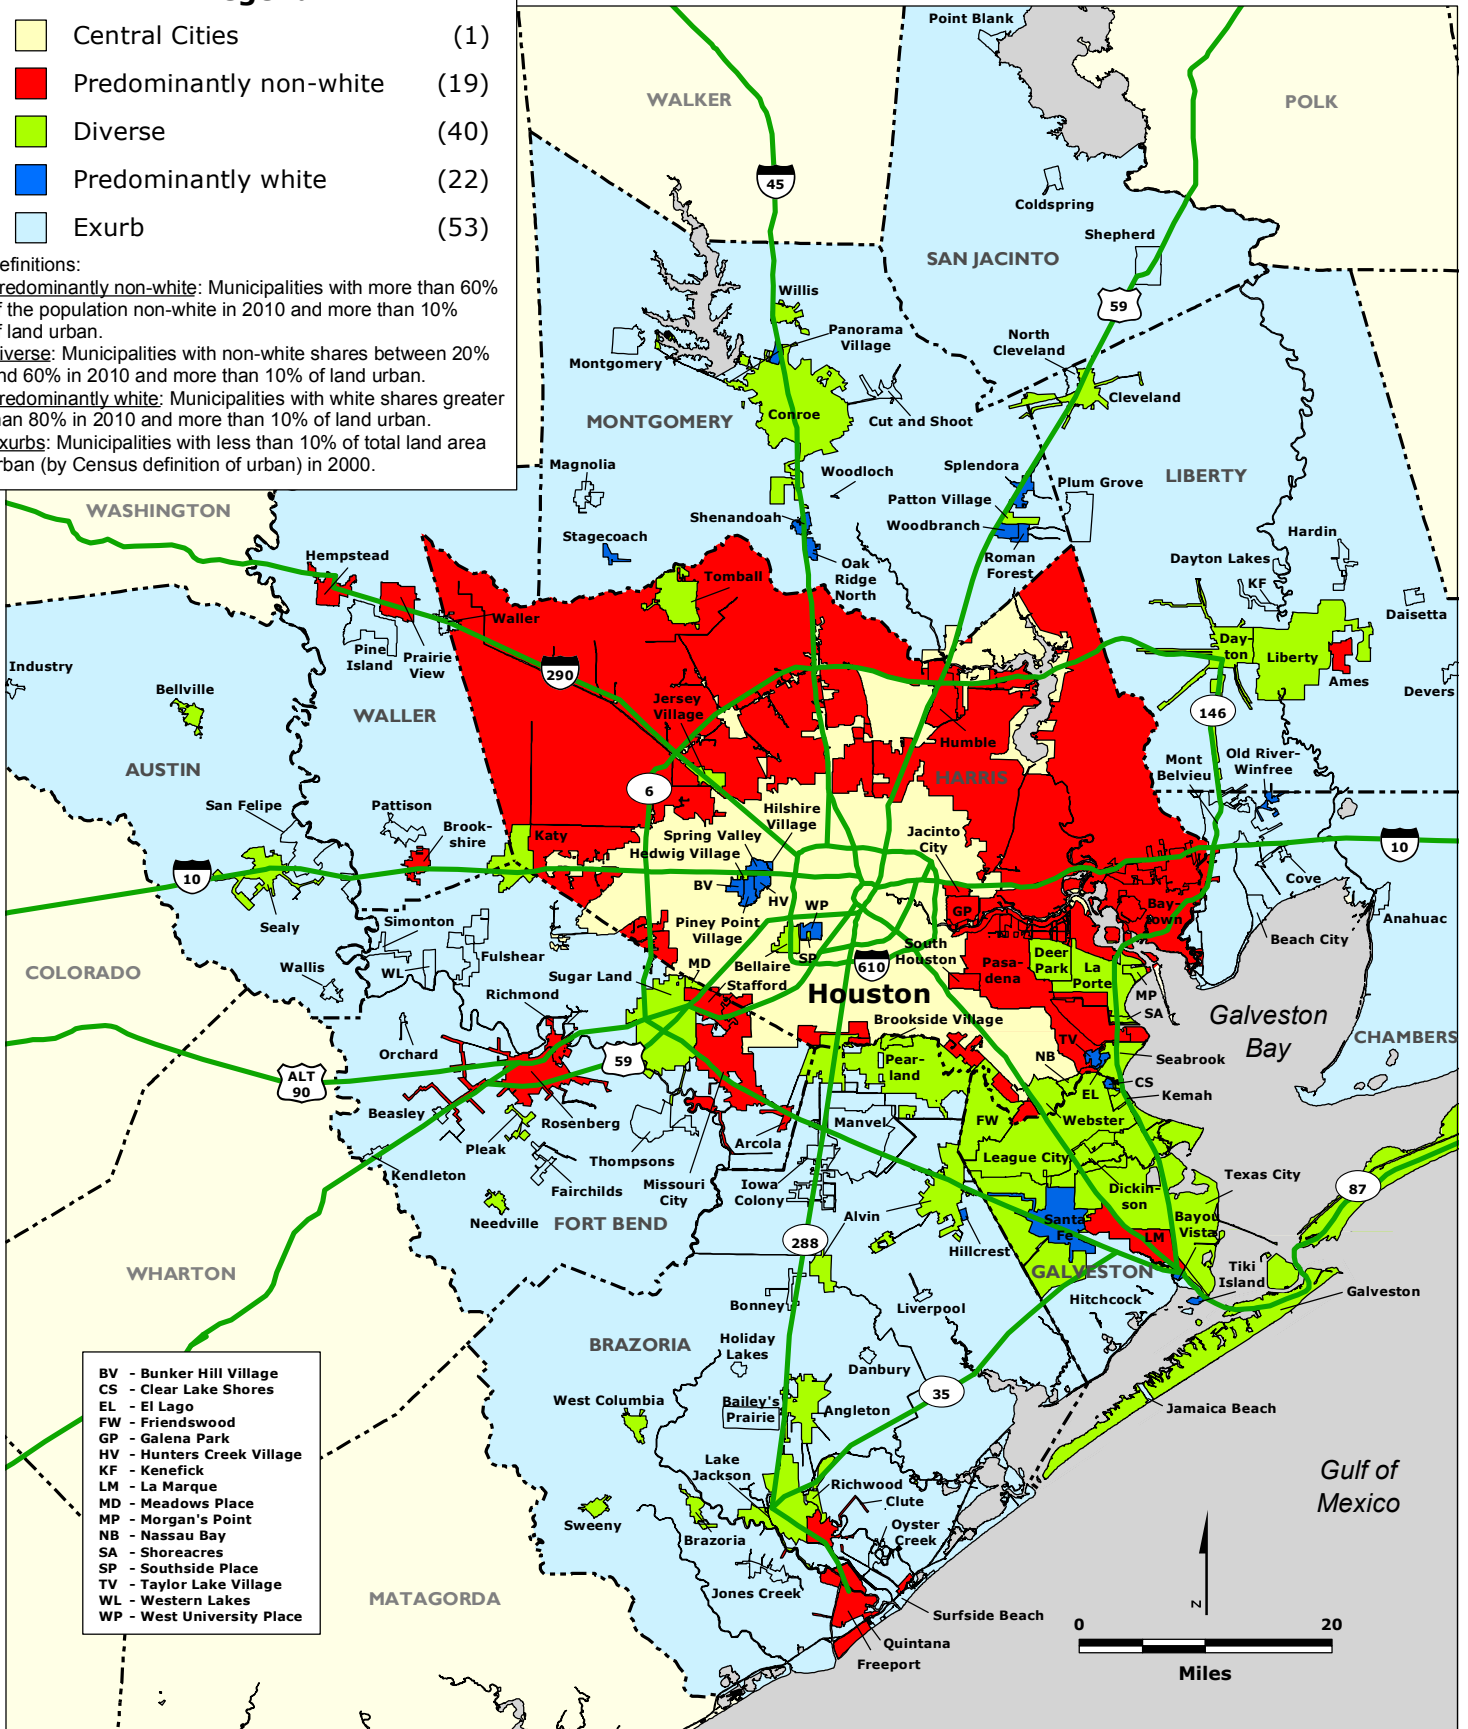 Central Cities (1)
Predominantly non-white (19)
Diverse (40)
Predominantly white (22)
Exurb (53)
efinitions:
redominantly non-white: Municipalities with more than 60%
f the population non-white in 2010 and more than 10%
f land urban.
iverse: Municipalities with non-white shares between 20%
nd 60% in 2010 and more than 10% of land urban.
redominantly white: Municipalities with white shares greater
han 80% in 2010 and more than 10% of land urban.
xurbs: Municipalities with less than 10% of total land area
rban (by Census definition of urban) in 2000.
Point Blank
WALKER
POLK
45
Coldspring
Shepherd
SAN JACINTO
59
Willis
Panorama
Village
North
Cleveland
Montgomery
Cleveland
MONTGOMERY
Conroe
Cut and Shoot
Magnolia
Woodloch
Splendora
LIBERTY
Plum Grove
Patton Village
WASHINGTON
Shenandoah
Woodbranch
Stagecoach
Hardin
Hempstead
Oak
Ridge
North
Roman
Forest
Dayton Lakes
KF
Tomball
Daisetta
Waller
Pine
Island
Prairie
View
Day-
ton
Liberty
Ames
Industry
Bellville
290
Jersey
Village
Devers
WALLER
146
Humble
AUSTIN
Mont
Belvieu
Old River-
Winfree
HARRIS
6
San Felipe
Pattison
Hilshire
Village
Brook-
shire
Katy
Spring Valley
Jacinto
City
Hedwig Village
10
10
BV
HV
Cove
WP
GP
Bay-
town
Anahuac
Sealy
Simonton
Piney Point
Village
Beach City
Fulshear
South
Houston
Deer
Park
COLORADO
Wallis
WL
Sugar Land
MD
Bellaire
SP
610
Pasa-
dena
La
Porte
Stafford
Richmond
Houston
MP
SA
Galveston
Bay
Brookside Village
Orchard
TV
CHAMBERS
59
NB
Seabrook
Pear-
land
ALT
90
CS
EL
Kemah
Beasley
Rosenberg
Manvel
FW
Webster
Pleak
Arcola
League City
Thompsons
Kendleton
Fairchilds
Missouri
City
Iowa
Colony
Dickin-
son
Texas City
87
Needville
FORT BEND
Alvin
Santa
Fe
Bayou
Vista
LM
288
Hillcrest
WHARTON
GALVESTON
Tiki
Island
Hitchcock
Galveston
Bonney
Liverpool
BRAZORIA
Holiday
Lakes
Danbury
35
BV - Bunker Hill Village
CS - Clear Lake Shores
EL - El Lago
FW - Friendswood
GP - Galena Park
HV - Hunters Creek Village
KF - Kenefick
LM - La Marque
MD - Meadows Place
MP - Morgan's Point
NB - Nassau Bay
SA - Shoreacres
SP - Southside Place
TV - Taylor Lake Village
WL - Western Lakes
WP - West University Place
West Columbia
Bailey's
Prairie
Angleton
Jamaica Beach
Lake
Jackson
Richwood
Gulf of
Mexico
Clute
Sweeny
Brazoria
Oyster
Creek
Jones Creek
MATAGORDA
Surfside Beach
Quintana
Freeport
N
0 20
Miles